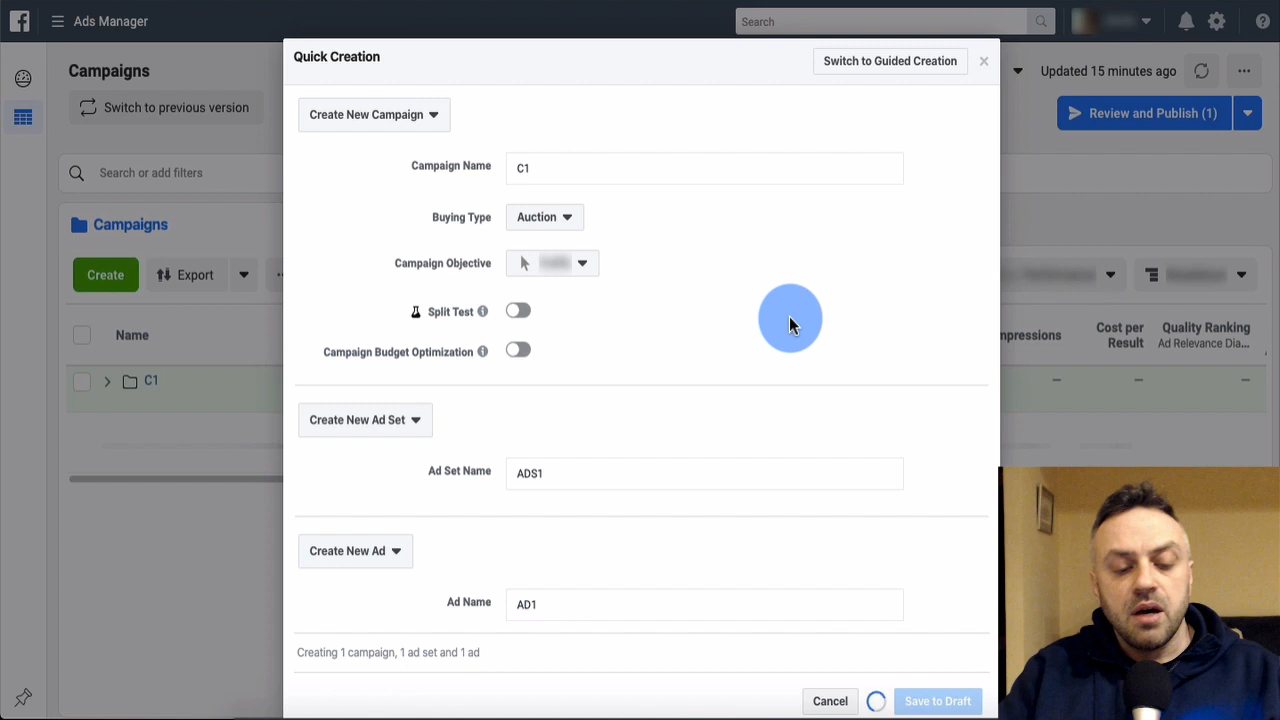 Ads Manager
Search
Quick Creation
Switch to Guided Creation
Campaigns
Updated 15 minutes ago
Switch to previous version
Review and Publish (1)
Create New Campaign
Campaign Name
C1
Search or add filters
Buying Type
Auction
Campaigns
Campaign Objective
Create
Export
Split Test
Name
Campaign Budget Optimization
mpressions
Cost per
Result
Quality Ranking
Ad Relevance Dia...
C1
Create New Ad Set
Ad Set Name
ADS1
Create New Ad
Ad Name
AD1
Creating 1 campaign, 1 ad set and 1 ad
Cancel
Save to Draft